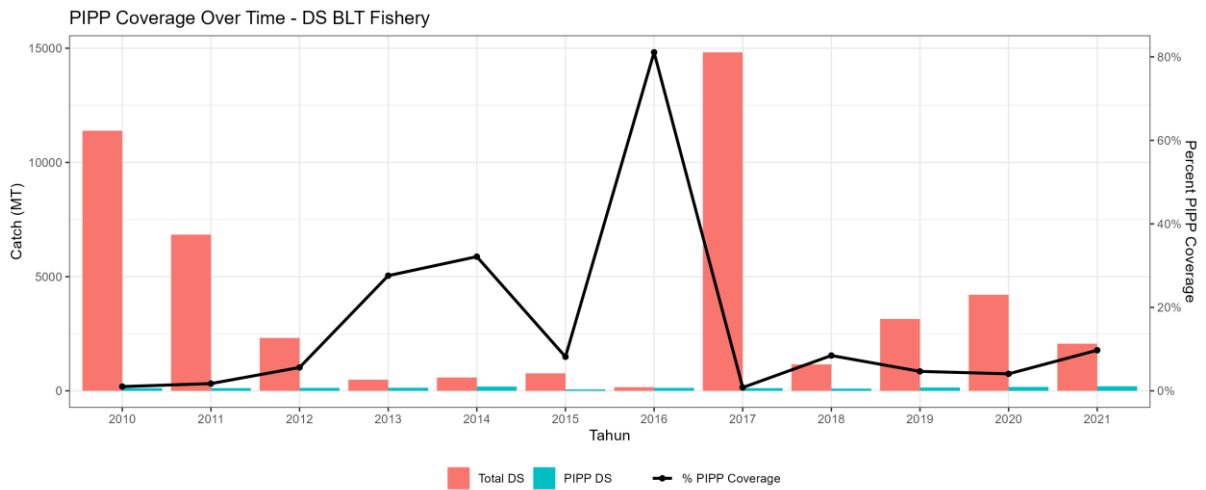 PIPP Coverage Over Time - DS BLT Fishery
15000
10000
5000
0
Catch (MT)
80%
60%
40%
20%
0%
Percent PIPP Coverage
2010 2011 2012 2013 2014 2015 2016 2017 2018 2019 2020 2021
Tahun
Total DS PIPP DS % PIPP Coverage